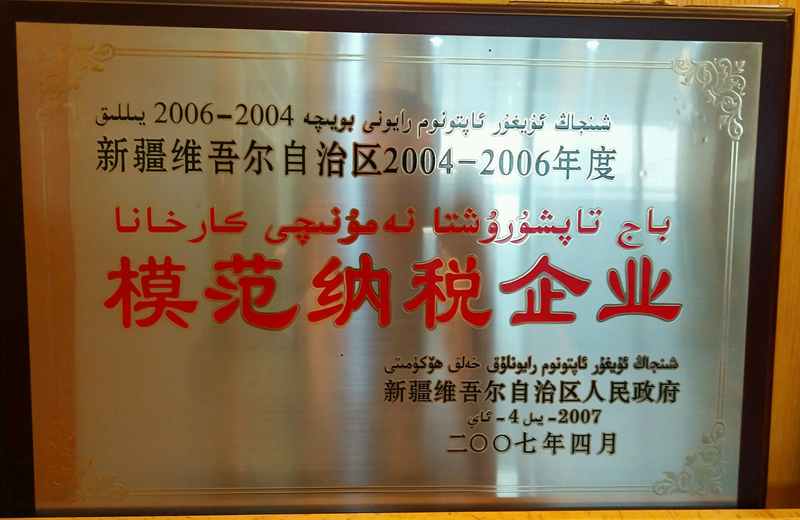 شىنجاڭ ئۇيغۇر ئاپتونوم رايونى بويىچە 2004-2006 يىللىق
新疆维吾尔自治区2004-2006年度
باج تاپشۇرۇشتا نەمۇنىچى كارخانا
模范纳税企业
شىنجاڭ ئۇيغۇر ئاپتونوم رايونلۇق خەلق ھۆكۈمىتى
新疆维吾尔自治区人民政府
2007- يىل 4- ئاي
二〇〇七年四月